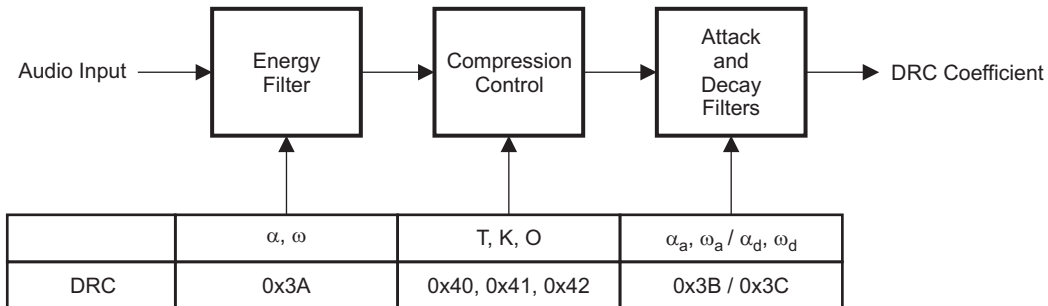 Audio Input
Energy
Filter
Compression
Control
Attack
and
Decay
Filters
DRC Coefficient
α, ω
T, K, O
αa, ωa / αd, ωd
DRC
0x3A
0x40, 0x41, 0x42
0x3B / 0x3C